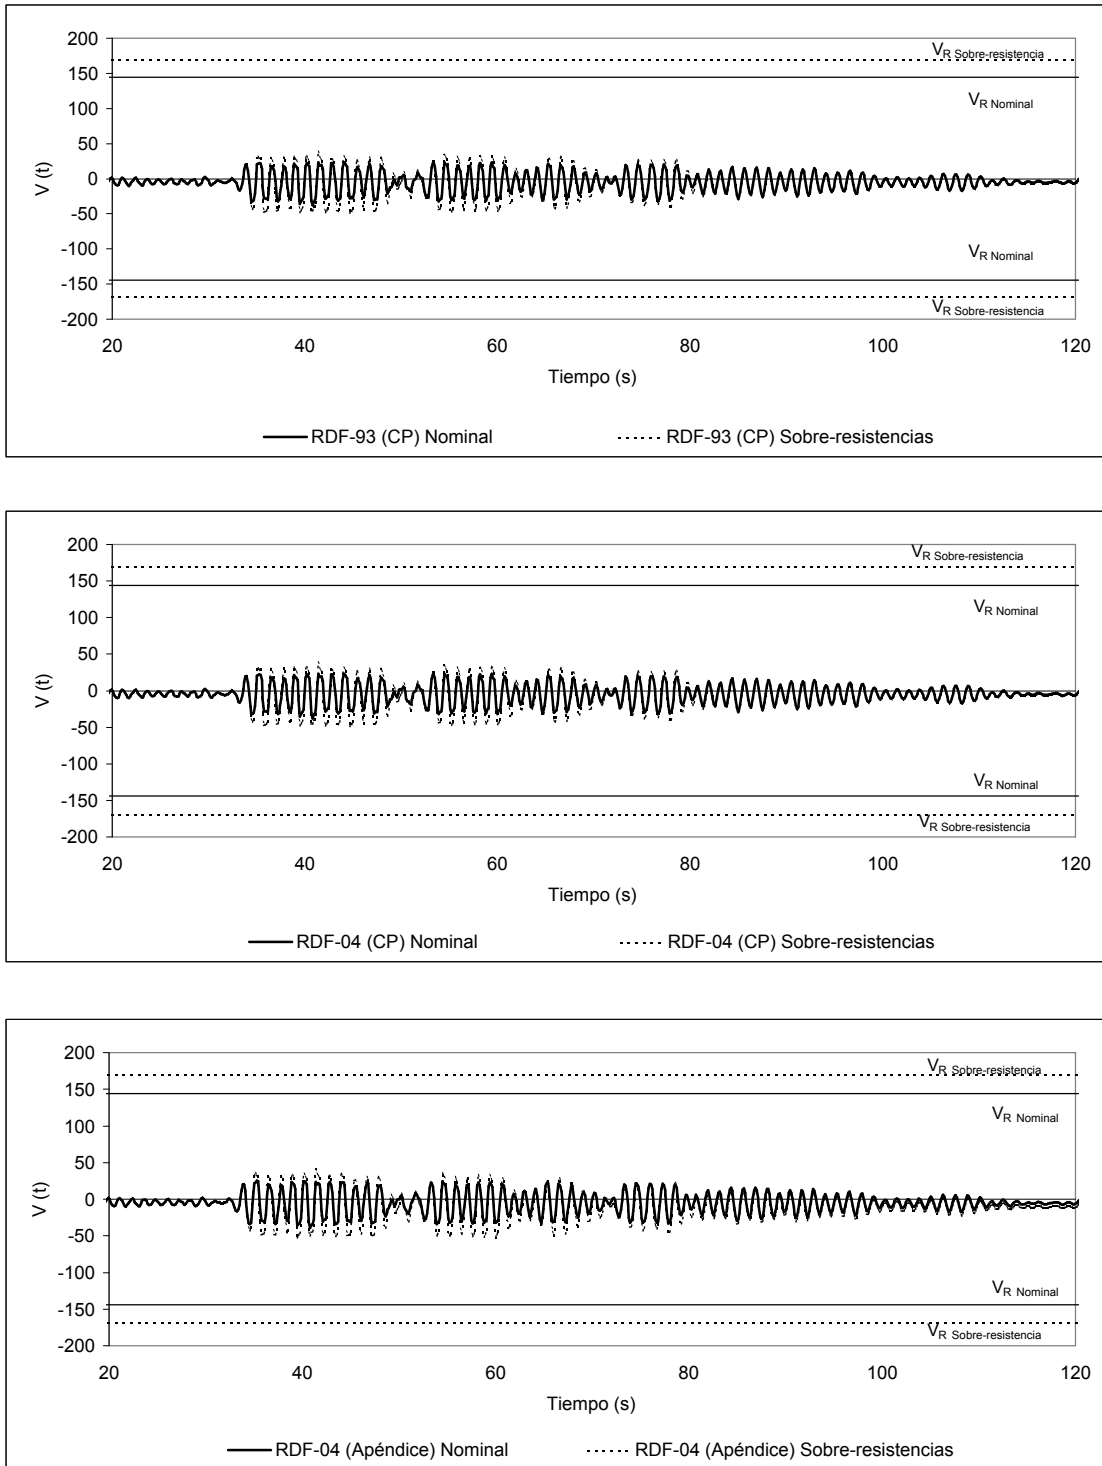 200
V_R Sobre-resistencia
150
V_R Nominal
100
50
V (t)
0
-50
-100
V_R Nominal
-150
V_R Sobre-resistencia
-200
20 40 60 80 100 120
Tiempo (s)
RDF-93 (CP) Nominal RDF-93 (CP) Sobre-resistencias
200
V_R Sobre-resistencia
150
V_R Nominal
100
50
V (t)
0
-50
-100
V_R Nominal
-150
V_R Sobre-resistencia
-200
20 40 60 80 100 120
Tiempo (s)
RDF-04 (CP) Nominal RDF-04 (CP) Sobre-resistencias
200
V_R Sobre-resistencia
150
V_R Nominal
100
50
V (t)
0
-50
-100
V_R Nominal
-150
V_R Sobre-resistencia
-200
20 40 60 80 100 120
Tiempo (s)
RDF-04 (Apéndice) Nominal RDF-04 (Apéndice) Sobre-resistencias